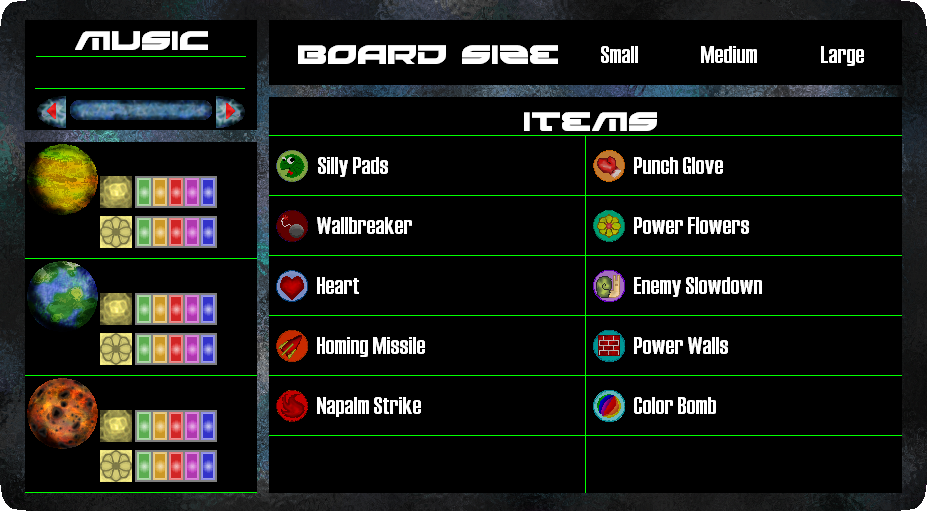 MUSIC
BOARD SIZE Small Medium Large
ITEMS
Silly Pads Punch Glove
Wallbreaker Power Flowers
Heart Enemy Slowdown
Homing Missile Power Walls
Napalm Strike Color Bomb